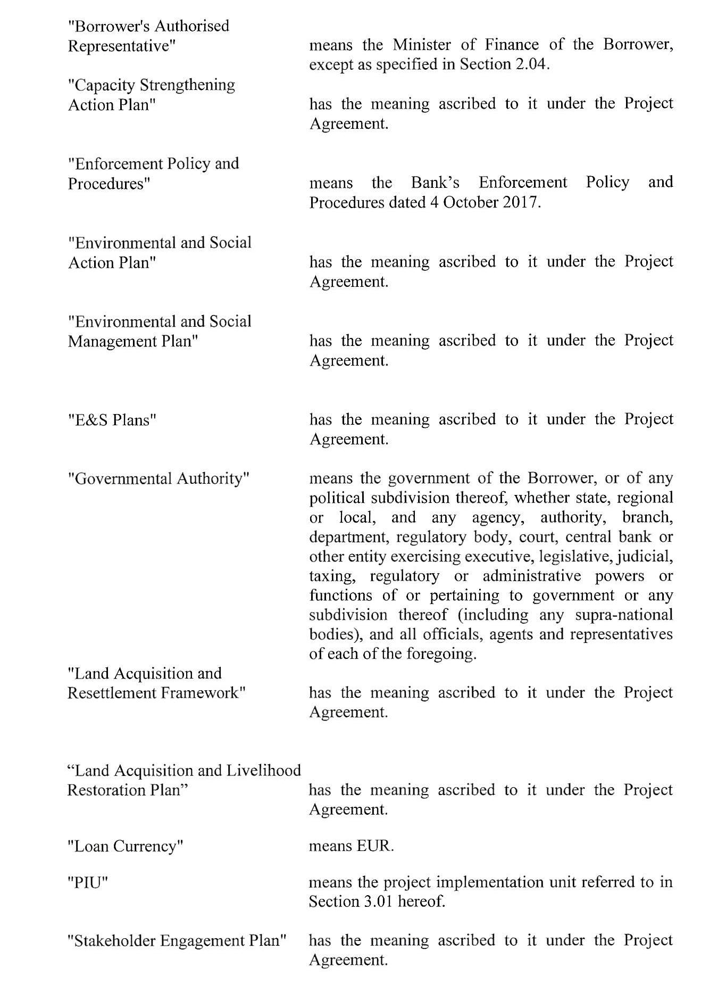 "Borrower's Authorised
Representative"
means the Minister of Finance of the Borrower,
except as specified in Section 2.04.
"Capacity Strengthening
Action Plan"
has the meaning ascribed to it under the Project
Agreement.
"Enforcement Policy and
Procedures"
means the Bank’s Enforcement Policy and
Procedures dated 4 October 2017.
"Environmental and Social
Action Plan"
has the meaning ascribed to it under the Project
Agreement.
"Environmental and Social
Management Plan"
has the meaning ascribed to it under the Project
Agreement.
"E&S Plans"
has the meaning ascribed to it under the Project
Agreement.
"Governmental Authority"
means the government of the Borrower, or of any
political subdivision thereof, whether state, regional
or local, and any agency, authority, branch,
department, regulatory body, court, central bank or
other entity exercising executive, legislative, judicial,
taxing, regulatory or administrative powers or
functions of or pertaining to government or any
subdivision thereof (including any supra-national
bodies), and all officials, agents and representatives
of each of the foregoing.
"Land Acquisition and
Resettlement Framework"
has the meaning ascribed to it under the Project
Agreement.
“Land Acquisition and Livelihood
Restoration Plan”
has the meaning ascribed to it under the Project
Agreement.
"Loan Currency"
means EUR.
"PIU"
means the project implementation unit referred to in
Section 3.01 hereof.
"Stakeholder Engagement Plan"
has the meaning ascribed to it under the Project
Agreement.